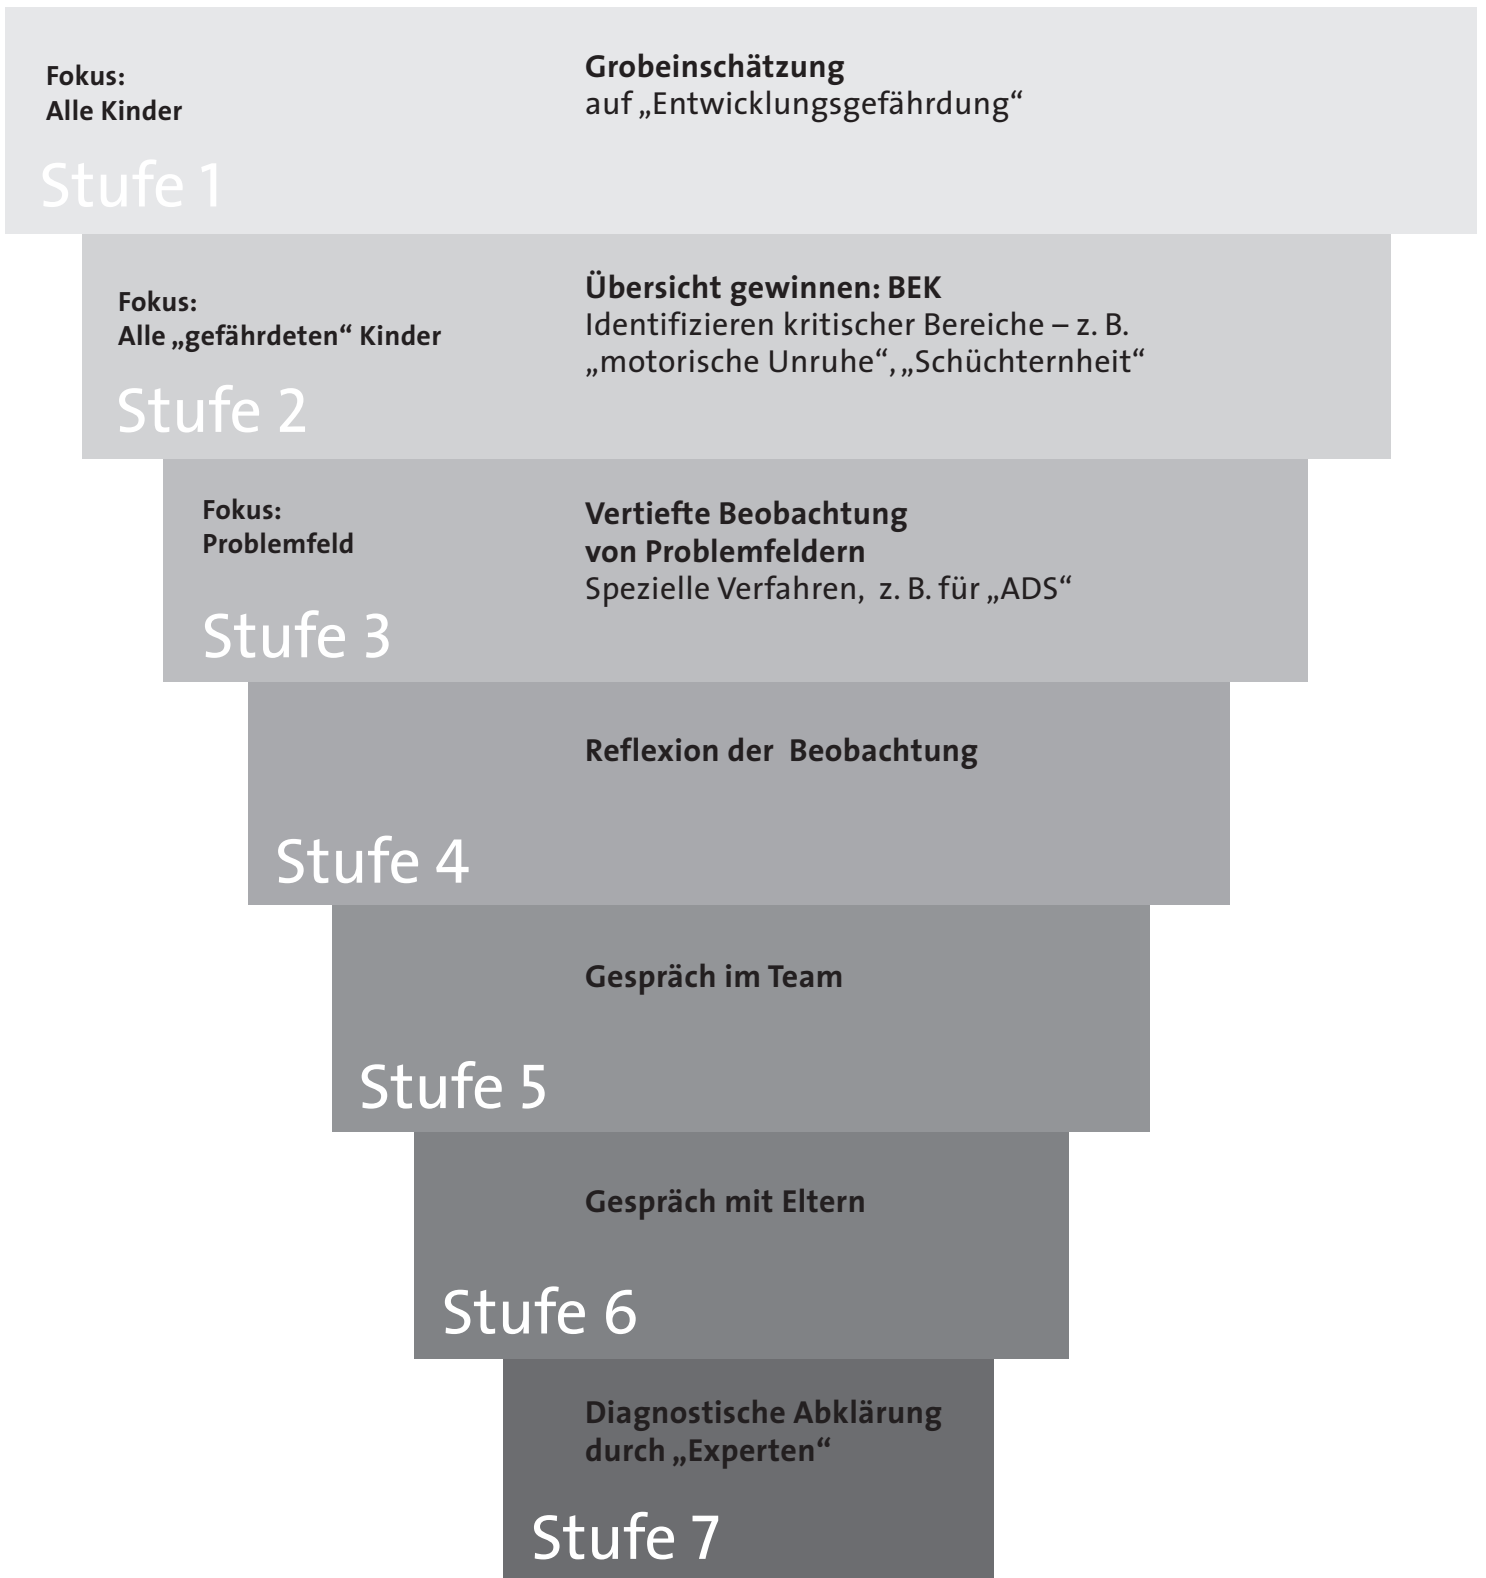 Fokus:
Alle Kinder
Grobeinschätzung
auf „Entwicklungsgefährdung“
Stufe 1
Fokus:
Alle „gefährdeten“ Kinder
Übersicht gewinnen: BEK
Identifizieren kritischer Bereiche – z. B.
„motorische Unruhe“, „Schüchternheit“
Stufe 2
Fokus:
Problemfeld
Vertiefte Beobachtung
von Problemfeldern
Spezielle Verfahren, z. B. für „ADS“
Stufe 3
Reflexion der Beobachtung
Stufe 4
Gespräch im Team
Stufe 5
Gespräch mit Eltern
Stufe 6
Diagnostische Abklärung
durch „Experten“
Stufe 7